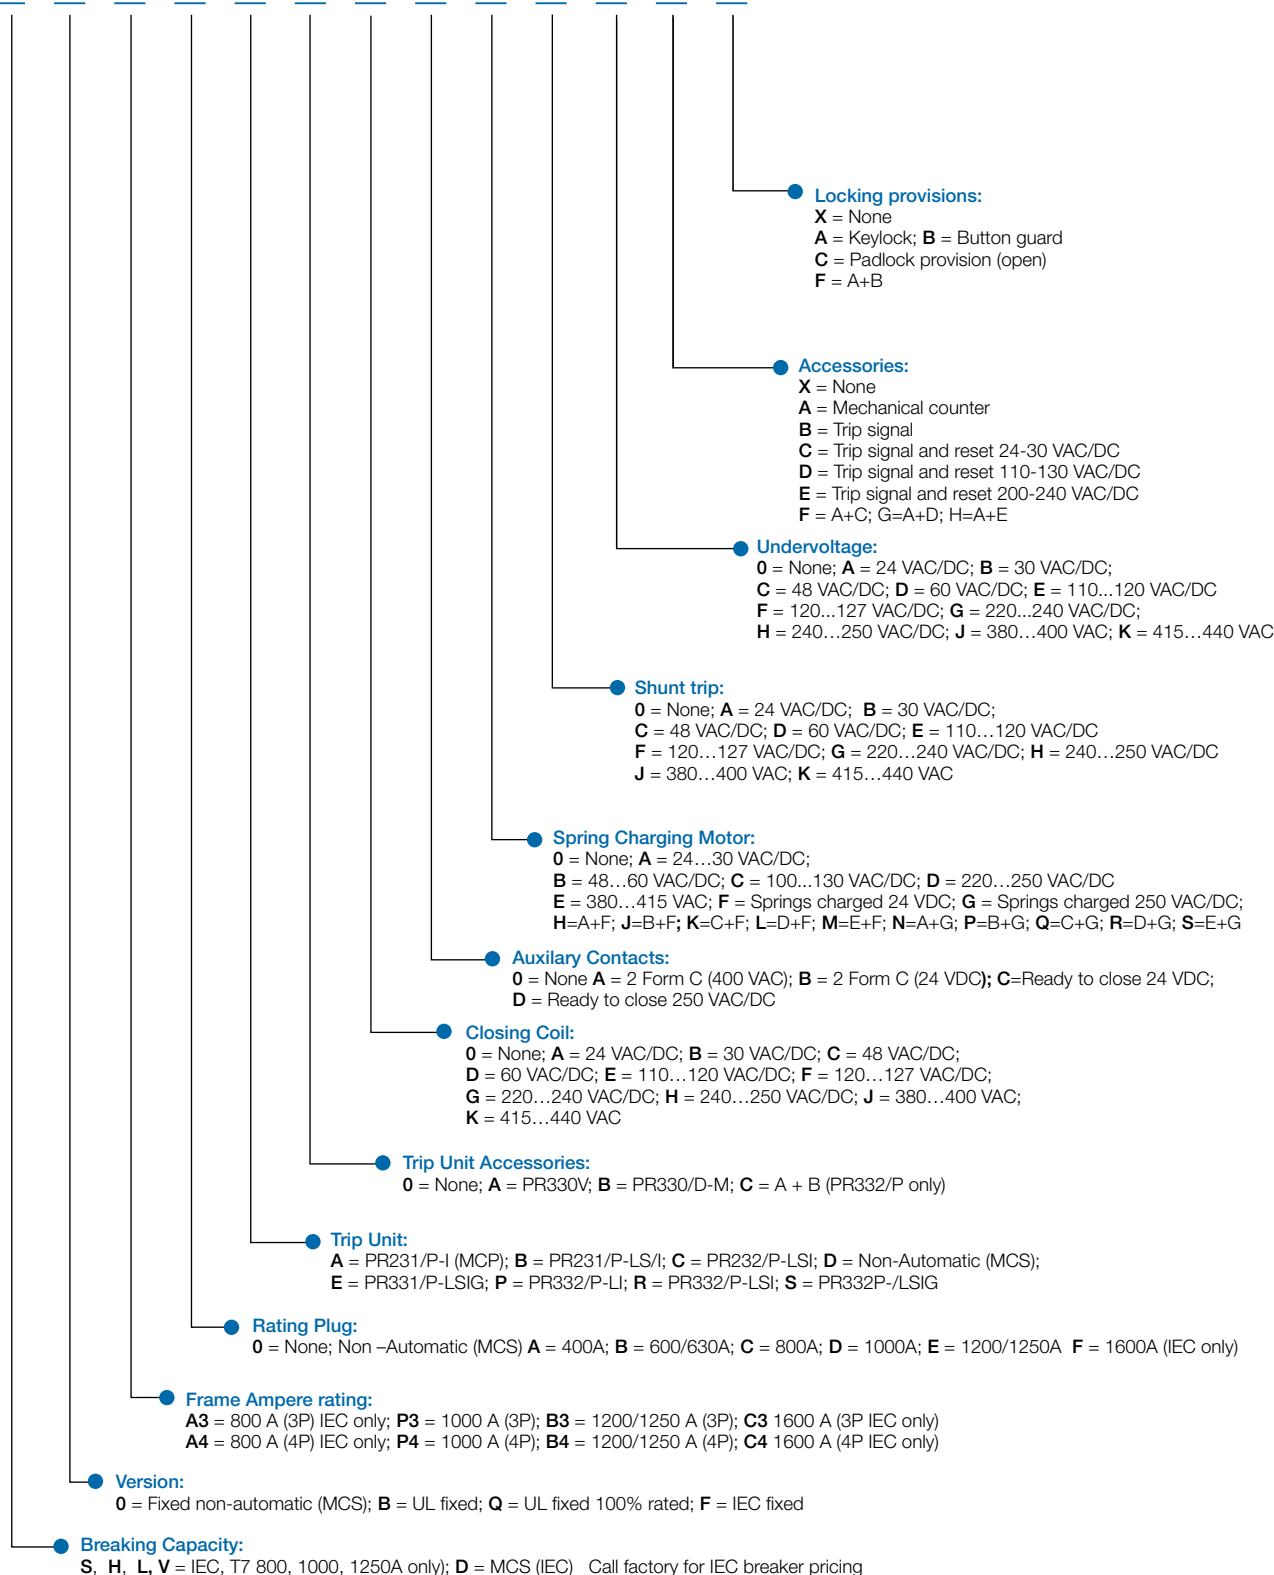 Locking provisions:
X = None
A = Keylock; B = Button guard
C = Padlock provision (open)
F = A+B
Accessories:
X = None
A = Mechanical counter
B = Trip signal
C = Trip signal and reset 24-30 VAC/DC
D = Trip signal and reset 110-130 VAC/DC
E = Trip signal and reset 200-240 VAC/DC
F = A+C; G=A+D; H=A+E
Undervoltage:
0 = None; A = 24 VAC/DC; B = 30 VAC/DC;
C = 48 VAC/DC; D = 60 VAC/DC; E = 110...120 VAC/DC
F = 120...127 VAC/DC; G = 220...240 VAC/DC;
H = 240…250 VAC/DC; J = 380…400 VAC; K = 415…440 VAC
Shunt trip:
0 = None; A = 24 VAC/DC; B = 30 VAC/DC;
C = 48 VAC/DC; D = 60 VAC/DC; E = 110…120 VAC/DC
F = 120…127 VAC/DC; G = 220…240 VAC/DC; H = 240…250 VAC/DC
J = 380…400 VAC; K = 415…440 VAC
Spring Charging Motor:
0 = None; A = 24…30 VAC/DC;
B = 48…60 VAC/DC; C = 100...130 VAC/DC; D = 220…250 VAC/DC
E = 380…415 VAC; F = Springs charged 24 VDC; G = Springs charged 250 VAC/DC;
H=A+F; J=B+F; K=C+F; L=D+F; M=E+F; N=A+G; P=B+G; Q=C+G; R=D+G; S=E+G
Auxilary Contacts:
0 = None A = 2 Form C (400 VAC); B = 2 Form C (24 VDC); C=Ready to close 24 VDC;
D = Ready to close 250 VAC/DC
Closing Coil:
0 = None; A = 24 VAC/DC; B = 30 VAC/DC; C = 48 VAC/DC;
D = 60 VAC/DC; E = 110…120 VAC/DC; F = 120…127 VAC/DC;
G = 220…240 VAC/DC; H = 240…250 VAC/DC; J = 380…400 VAC;
K = 415…440 VAC
Trip Unit Accessories:
0 = None; A = PR330V; B = PR330/D-M; C = A + B (PR332/P only)
Trip Unit:
A = PR231/P-I (MCP); B = PR231/P-LS/I; C = PR232/P-LSI; D = Non-Automatic (MCS);
E = PR331/P-LSIG; P = PR332/P-LI; R = PR332/P-LSI; S = PR332P-/LSIG
Rating Plug:
0 = None; Non –Automatic (MCS) A = 400A; B = 600/630A; C = 800A; D = 1000A; E = 1200/1250A F = 1600A (IEC only)
Frame Ampere rating:
A3 = 800 A (3P) IEC only; P3 = 1000 A (3P); B3 = 1200/1250 A (3P); C3 1600 A (3P IEC only)
A4 = 800 A (4P) IEC only; P4 = 1000 A (4P); B4 = 1200/1250 A (4P); C4 1600 A (4P IEC only)
Version:
0 = Fixed non-automatic (MCS); B = UL fixed; Q = UL fixed 100% rated; F = IEC fixed
Breaking Capacity:
S, H, L, V = IEC, T7 800, 1000, 1250A only); D = MCS (IEC) Call factory for IEC breaker pricing